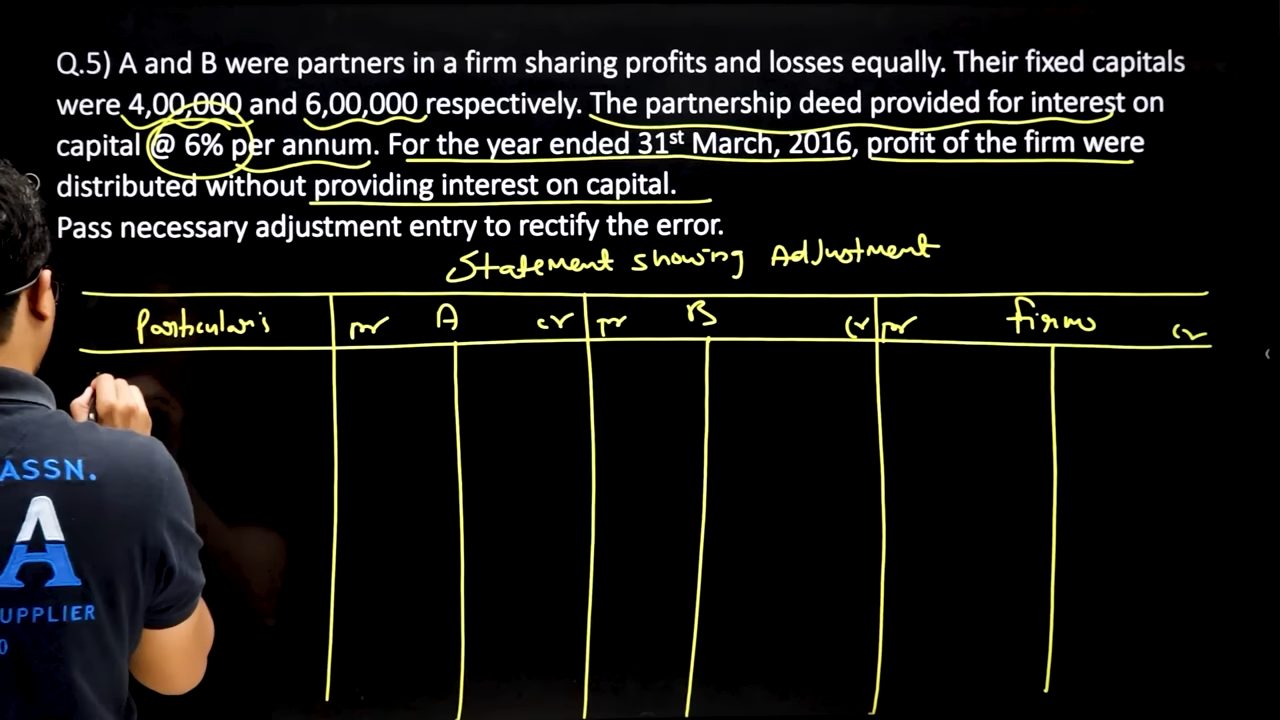 Q.5) A and B were partners in a firm sharing profits and losses equally. Their fixed capitals
were 4,00,000 and 6,00,000 respectively. The partnership deed provided for interest on
capital @ 6% per annum. For the year ended 31st March, 2016, profit of the firm were
distributed without providing interest on capital.
Pass necessary adjustment entry to rectify the error.
Statement showing Adjustment
Particulars Dr A Cr Dr B Cr Dr firm Cr
ASSN.
A
UPPLIER
0